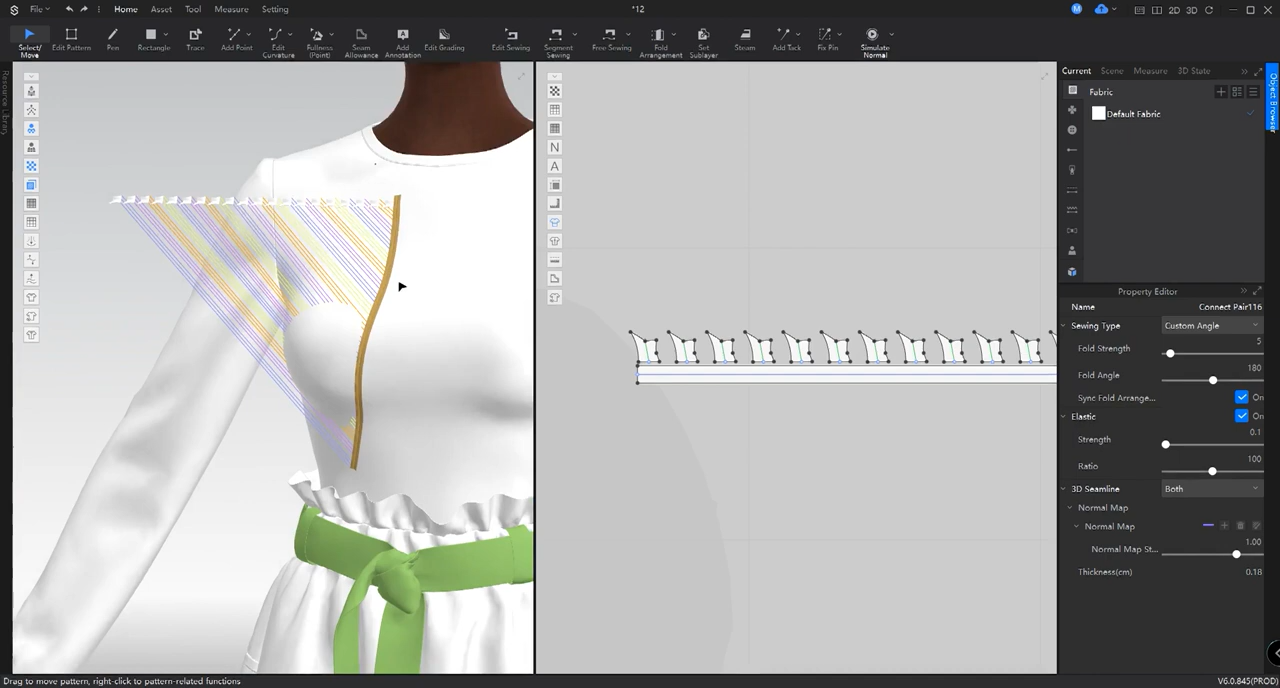 File
*12
Home
Asset
Tool
Measure
Setting
M
2D
3D
Select/
Move
Edit Pattern
Pen
Rectangle
Trace
Add Point
Edit
Curvature
Fullness
(Point)
Seam
Allowance
Add
Annotation
Edit Grading
Edit Sewing
Segment
Sewing
Free Sewing
Fold
Arrangement
Set
Sublayer
Steam
Add Tack
Fix Pin
Simulate
Normal
Resource Library
N
A
Current
Scene
Measure
3D State
Object Browser
Fabric
Default Fabric
Property Editor
Name
Connect Pair116
Sewing Type
Custom Angle
Fold Strength
5
Fold Angle
180
Sync Fold Arrange...
On
Elastic
On
Strength
0.1
Ratio
100
3D Seamline
Both
Normal Map
Normal Map
Normal Map St...
1.00
Thickness(cm)
0.18
Drag to move pattern, right-click to pattern-related functions
V6.0.845(PROD)